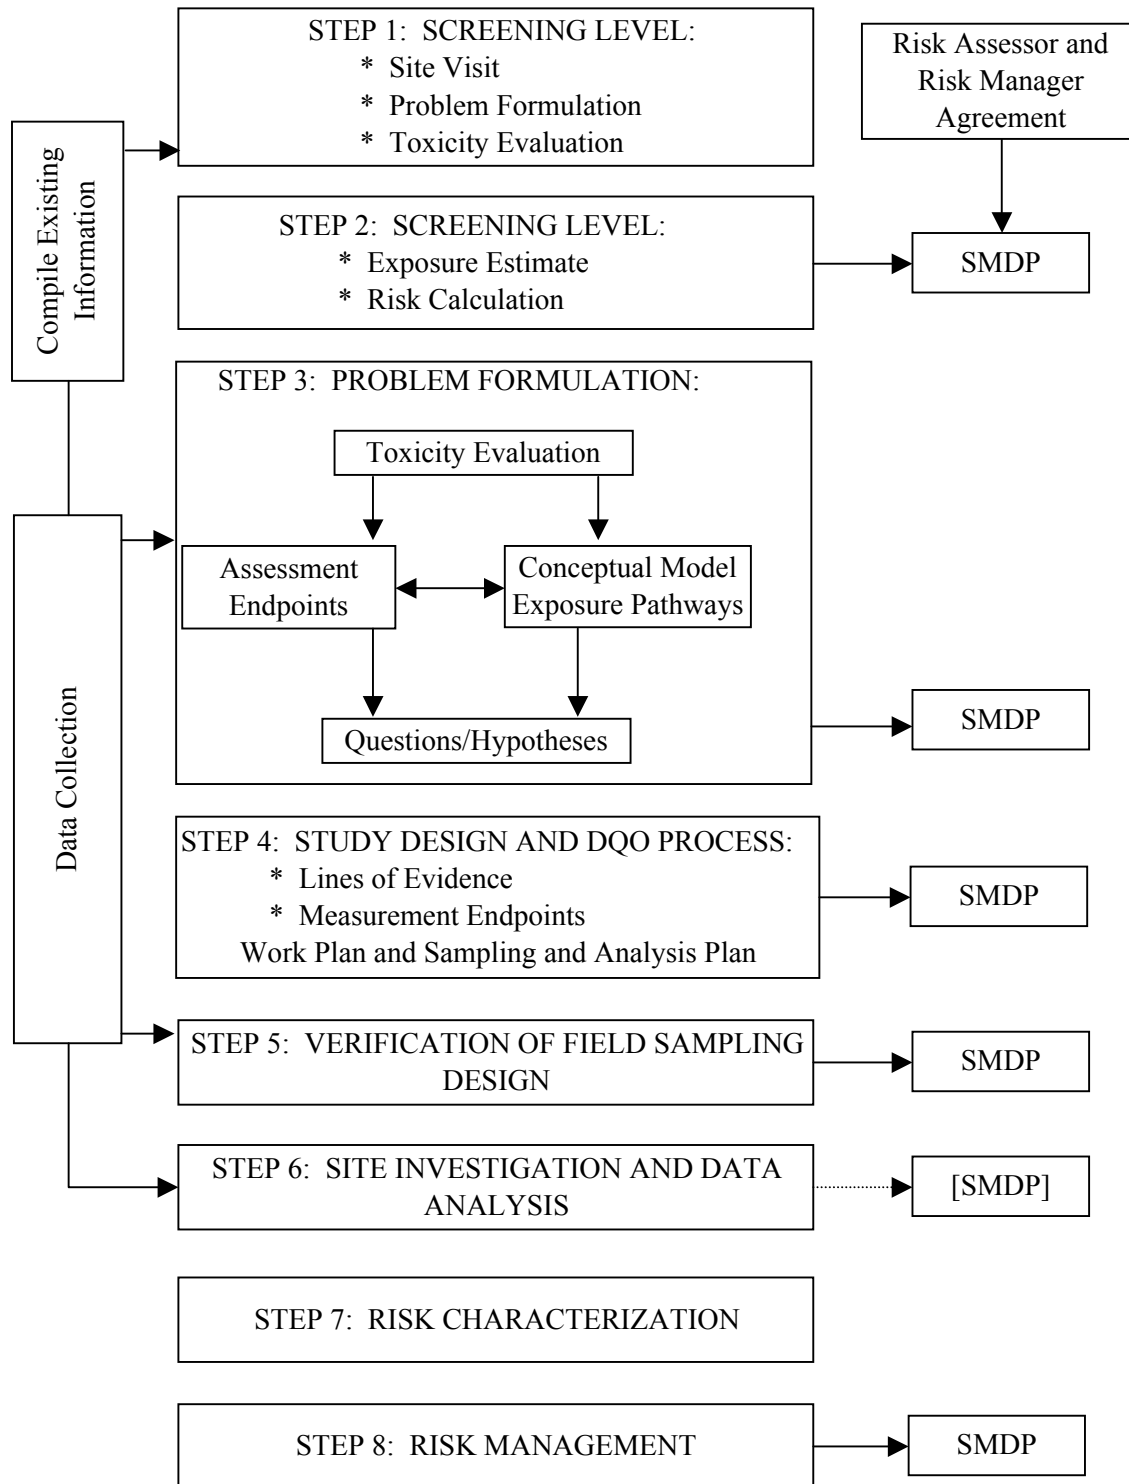 STEP 1:  SCREENING LEVEL:
* Site Visit
* Problem Formulation
* Toxicity Evaluation
Risk Assessor and
Risk Manager
Agreement
Compile Existing
Information
STEP 2:  SCREENING LEVEL:
* Exposure Estimate
* Risk Calculation
SMDP
STEP 3:  PROBLEM FORMULATION:
Toxicity Evaluation
Assessment
Endpoints
Conceptual Model
Exposure Pathways
Questions/Hypotheses
SMDP
Data Collection
STEP 4:  STUDY DESIGN AND DQO PROCESS:
* Lines of Evidence
* Measurement Endpoints
Work Plan and Sampling and Analysis Plan
SMDP
STEP 5:  VERIFICATION OF FIELD SAMPLING
DESIGN
SMDP
STEP 6:  SITE INVESTIGATION AND DATA
ANALYSIS
[SMDP]
STEP 7:  RISK CHARACTERIZATION
STEP 8:  RISK MANAGEMENT
SMDP